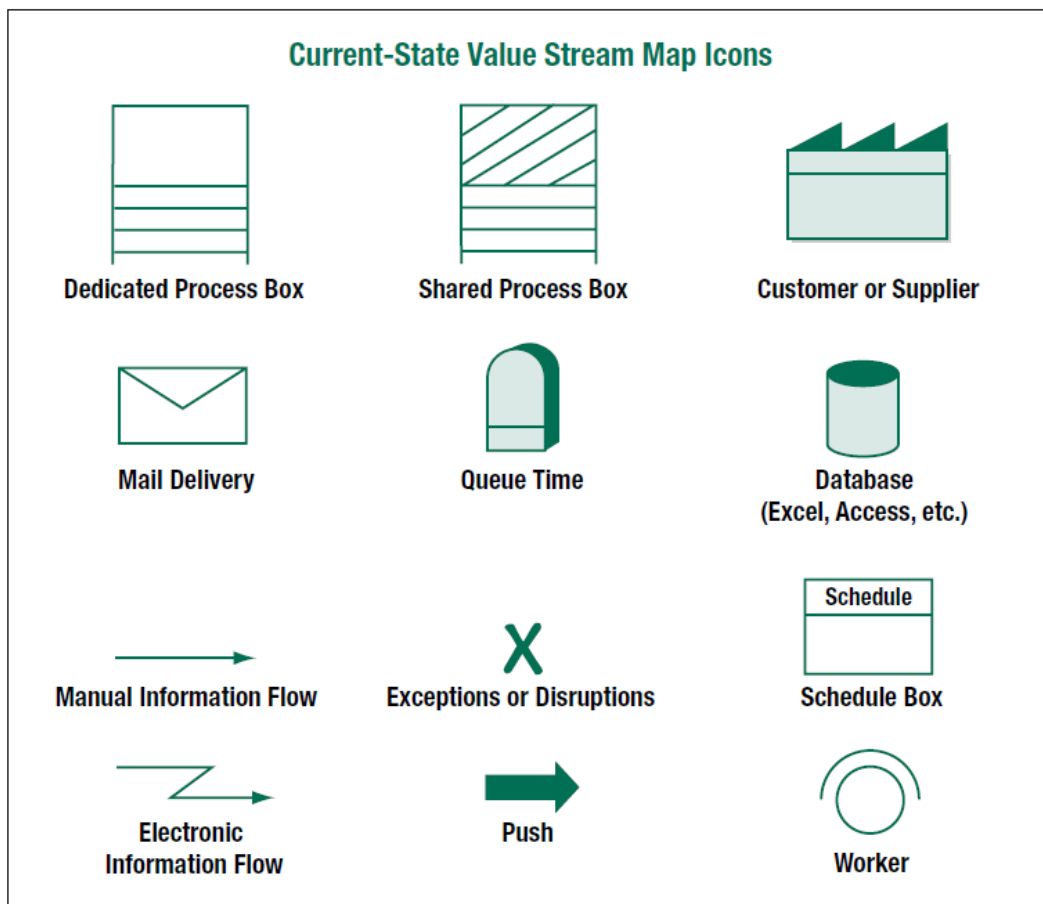 Current-State Value Stream Map Icons
Dedicated Process Box
Shared Process Box
Customer or Supplier
Mail Delivery
Queue Time
Database
(Excel, Access, etc.)
Schedule
Manual Information Flow
Exceptions or Disruptions
Schedule Box
Electronic
Information Flow
Push
Worker